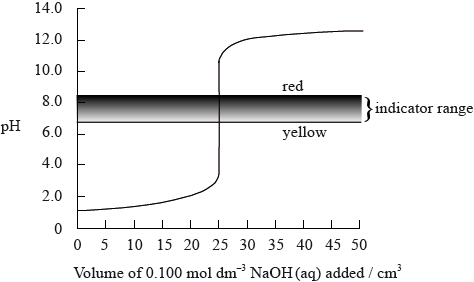 14.0
12.0
10.0
red
8.0
indicator range
pH
6.0
yellow
4.0
2.0
0
0 5 10 15 20 25 30 35 40 45 50
Volume of 0.100 mol dm⁻³ NaOH (aq) added / cm³